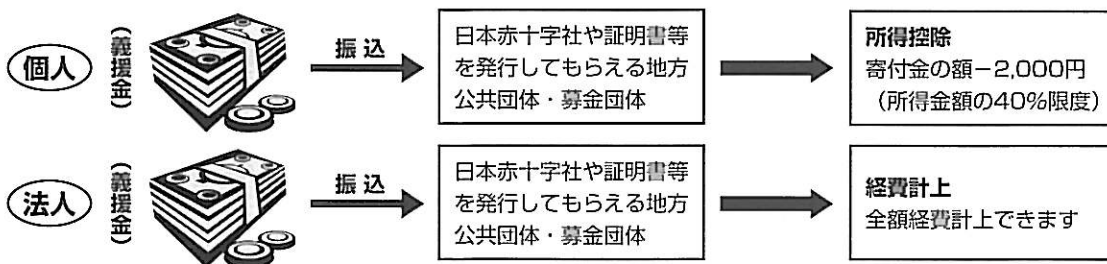 個人
(義援金)
振込
日本赤十字社や証明書等
を発行してもらえる地方
公共団体・募金団体
所得控除
寄付金の額－2,000円
（所得金額の40％限度）
法人
(義援金)
振込
日本赤十字社や証明書等
を発行してもらえる地方
公共団体・募金団体
経費計上
全額経費計上できます